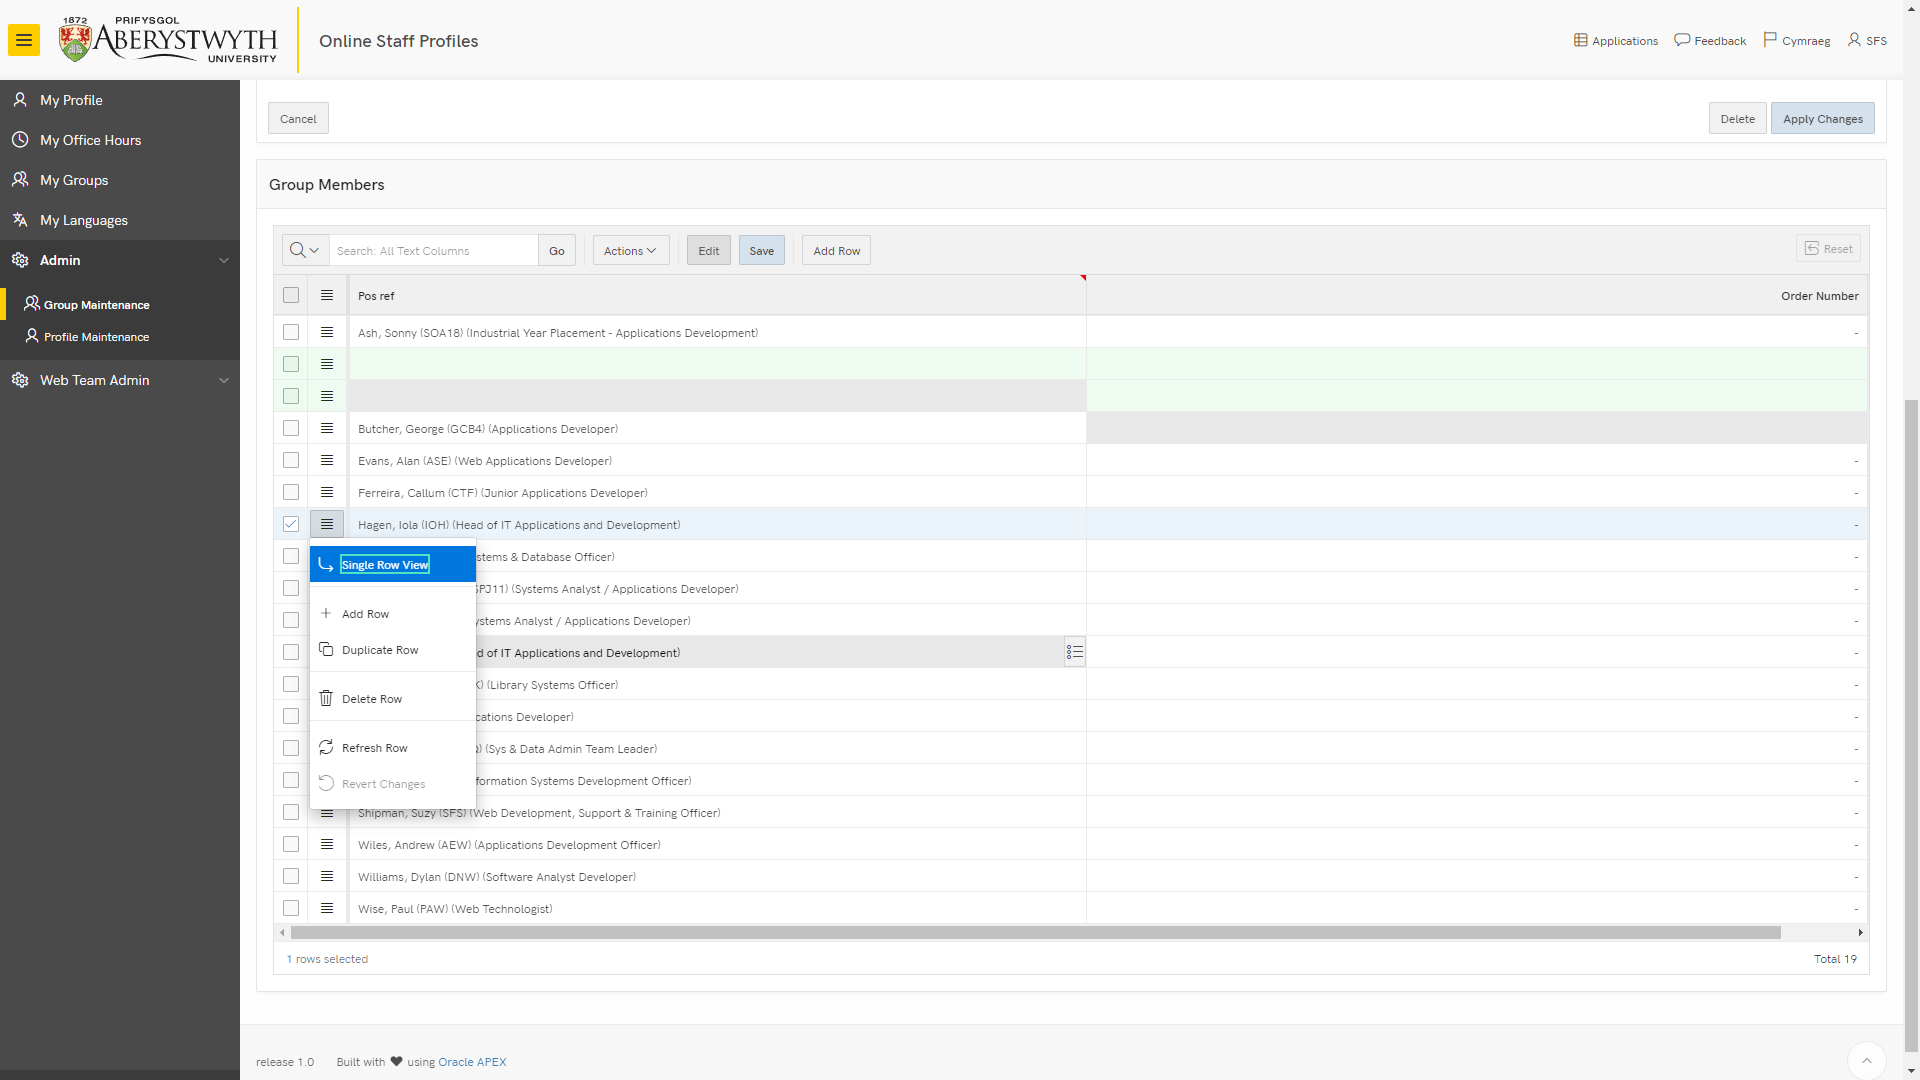 1872 PRIFYSGOL
ABERYSTWYTH
UNIVERSITY
Online Staff Profiles
Applications
Feedback
Cymraeg
SFS
My Profile
My Office Hours
My Groups
My Languages
Admin
Group Maintenance
Profile Maintenance
Web Team Admin
Cancel
Delete
Apply Changes
Group Members
Search: All Text Columns
Go
Actions
Edit
Save
Add Row
Reset
Pos ref
Order Number
Ash, Sonny (SOA18) (Industrial Year Placement - Applications Development) -
Butcher, George (GCB4) (Applications Developer)
Evans, Alan (ASE) (Web Applications Developer) -
Ferreira, Callum (CTF) (Junior Applications Developer) -
Hagen, Iola (IOH) (Head of IT Applications and Development) -
stems & Database Officer) -
PJ11) (Systems Analyst / Applications Developer) -
ystems Analyst / Applications Developer) -
d of IT Applications and Development) -
) (Library Systems Officer) -
cations Developer) -
) (Sys & Data Admin Team Leader) -
formation Systems Development Officer) -
Shipman, Suzy (SFS) (Web Development, Support & Training Officer) -
Wiles, Andrew (AEW) (Applications Development Officer) -
Williams, Dylan (DNW) (Software Analyst Developer) -
Wise, Paul (PAW) (Web Technologist) -
Single Row View
Add Row
Duplicate Row
Delete Row
Refresh Row
Revert Changes
1 rows selected
Total 19
release 1.0
Built with ♥ using Oracle APEX